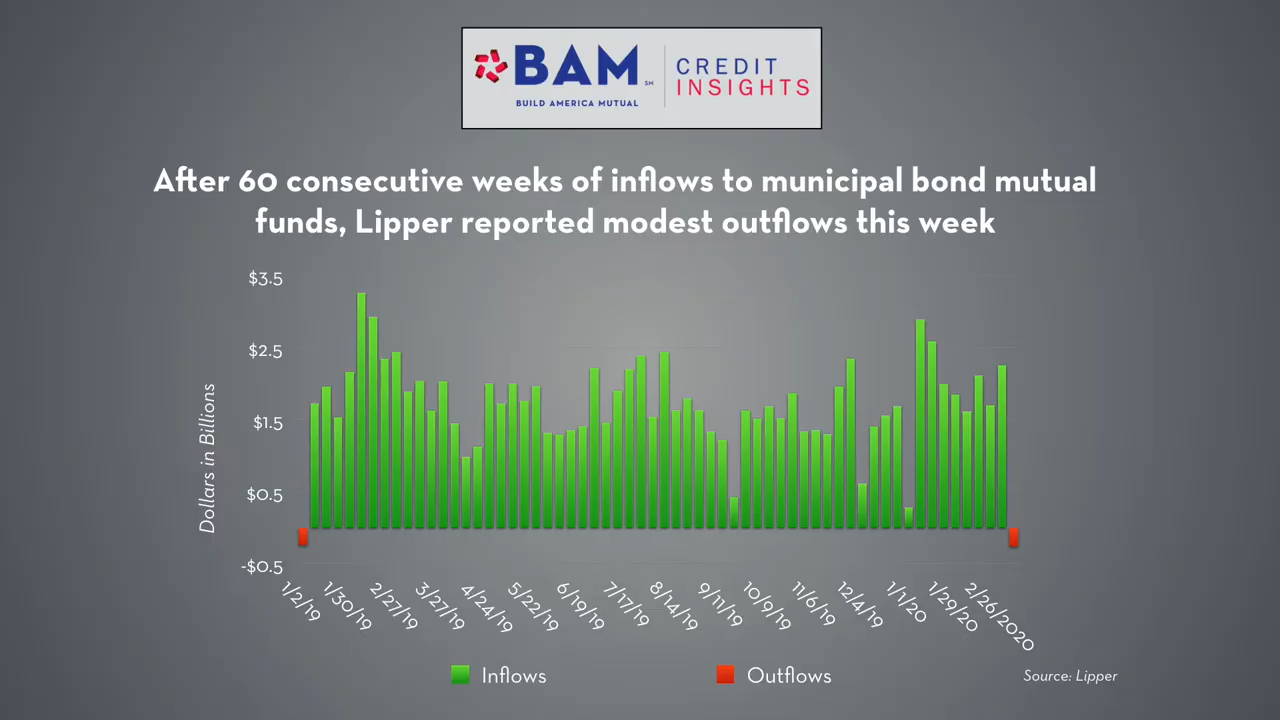 BAM SM
BUILD AMERICA MUTUAL
CREDIT
INSIGHTS
After 60 consecutive weeks of inflows to municipal bond mutual
funds, Lipper reported modest outflows this week
Dollars in Billions
$3.5
$2.5
$1.5
$0.5
-$0.5
1/2/19
1/30/19
2/27/19
3/27/19
4/24/19
5/22/19
6/19/19
7/17/19
8/14/19
9/11/19
10/9/19
11/6/19
12/4/19
1/1/20
1/29/20
2/26/2020
Inflows
Outflows
Source: Lipper